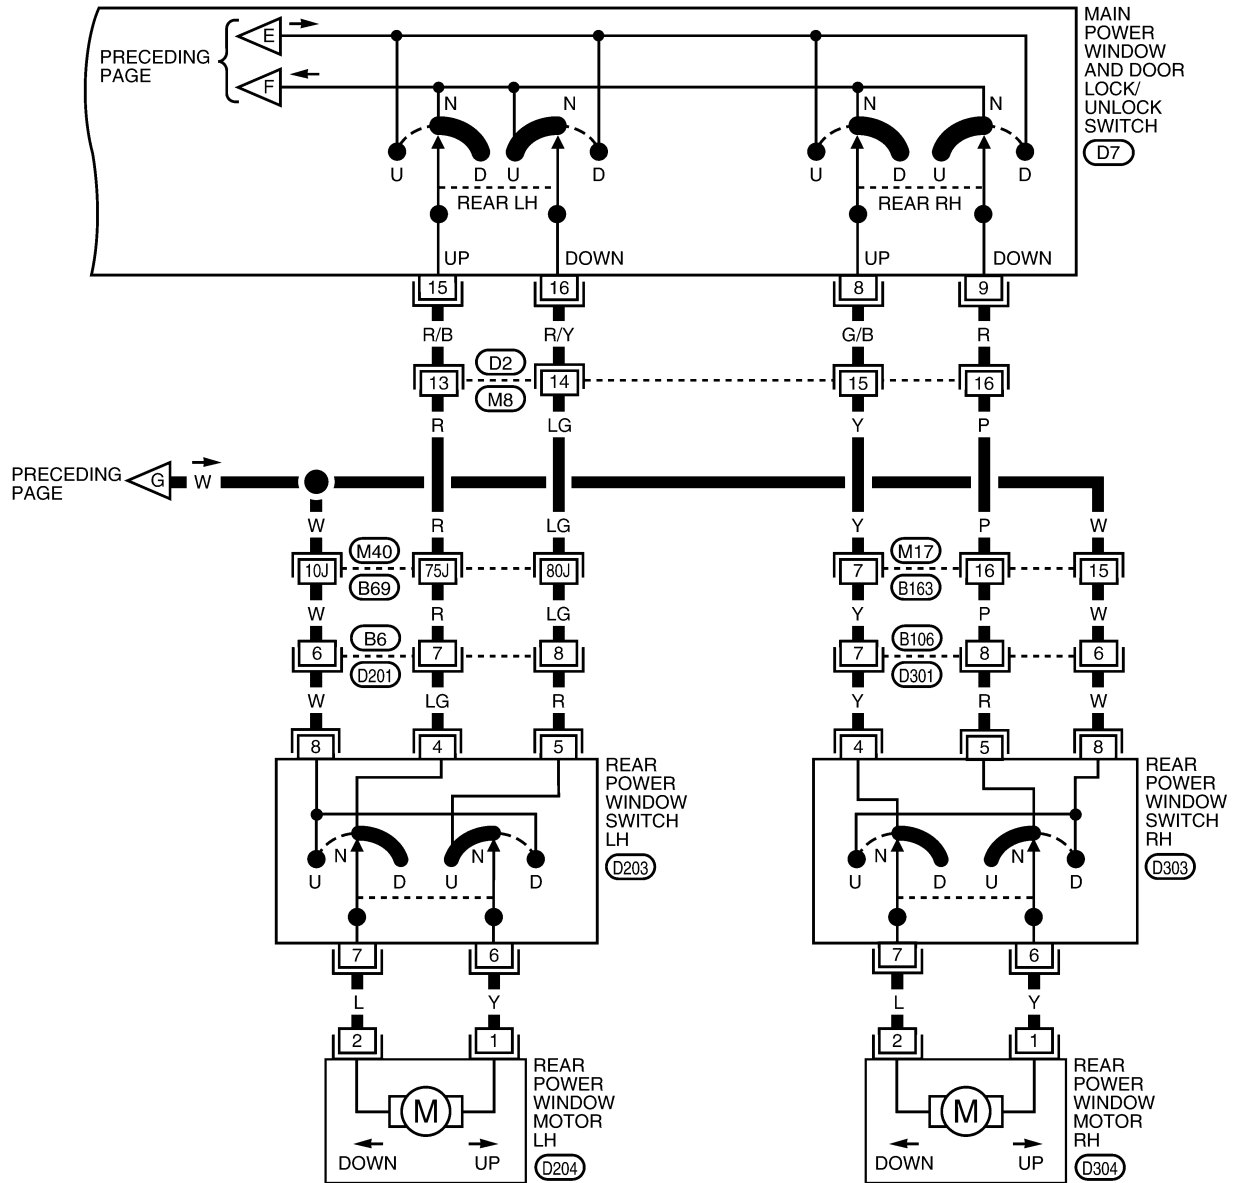 MAIN
POWER
WINDOW
AND DOOR
LOCK/
UNLOCK
SWITCH
D7
PRECEDING
PAGE
E
F
N N N N
U D U D U D U D
REAR LH REAR RH
UP DOWN UP DOWN
15 16 8 9
R/B R/Y G/B R
D2
13 14 15 16
M8
R LG Y P
PRECEDING
PAGE
G W
W R LG Y P W
M40 M17
10J 75J 80J 7 16 15
B69 B163
W R LG Y P W
B6 B106
6 7 8 7 8 6
D201 D301
W LG R Y R W
8 4 5 4 5 8
REAR
POWER
WINDOW
SWITCH
LH
D203
REAR
POWER
WINDOW
SWITCH
RH
D303
N N N N
U D U D U D U D
7 6 7 6
L Y L Y
2 1 2 1
REAR
POWER
WINDOW
MOTOR
LH
D204
REAR
POWER
WINDOW
MOTOR
RH
D304
M M
DOWN UP DOWN UP